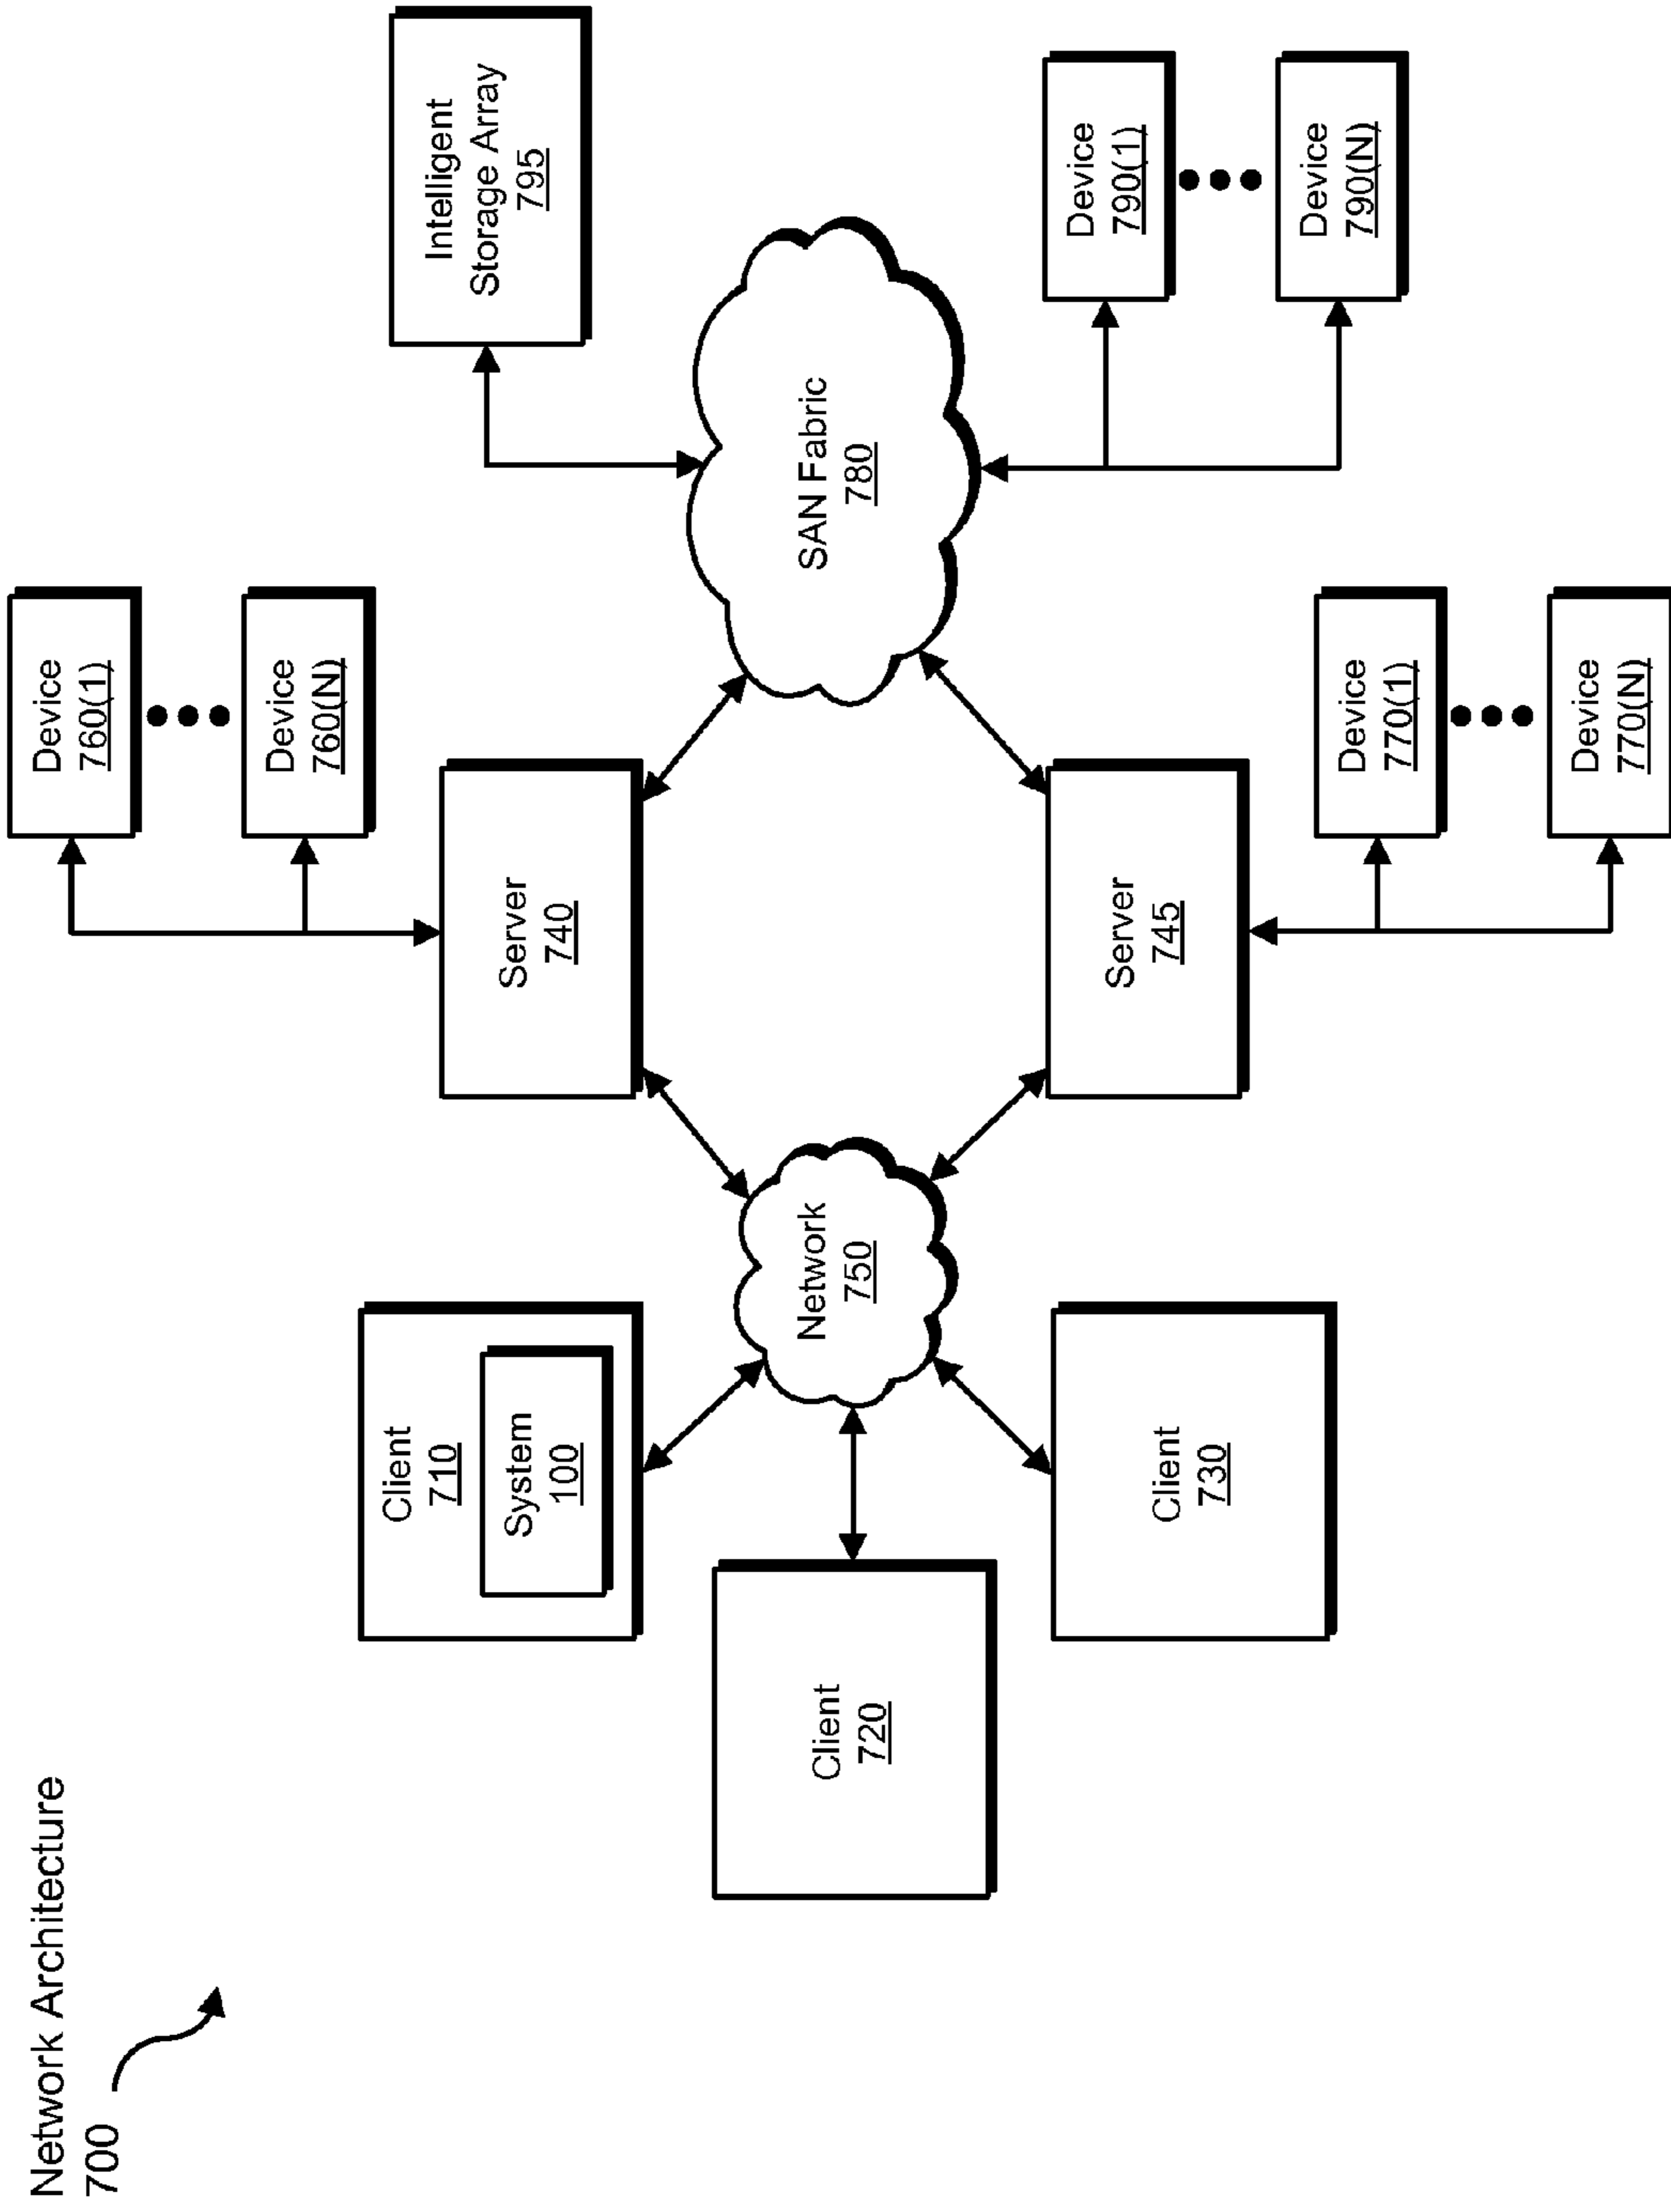 Network Architecture
700
Client
710
System
100
Client
720
Client
730
Network
750
Server
740
Server
745
Device
760(1)
Device
760(N)
Device
770(1)
Device
770(N)
SAN Fabric
780
Intelligent
Storage Array
795
Device
790(1)
Device
790(N)